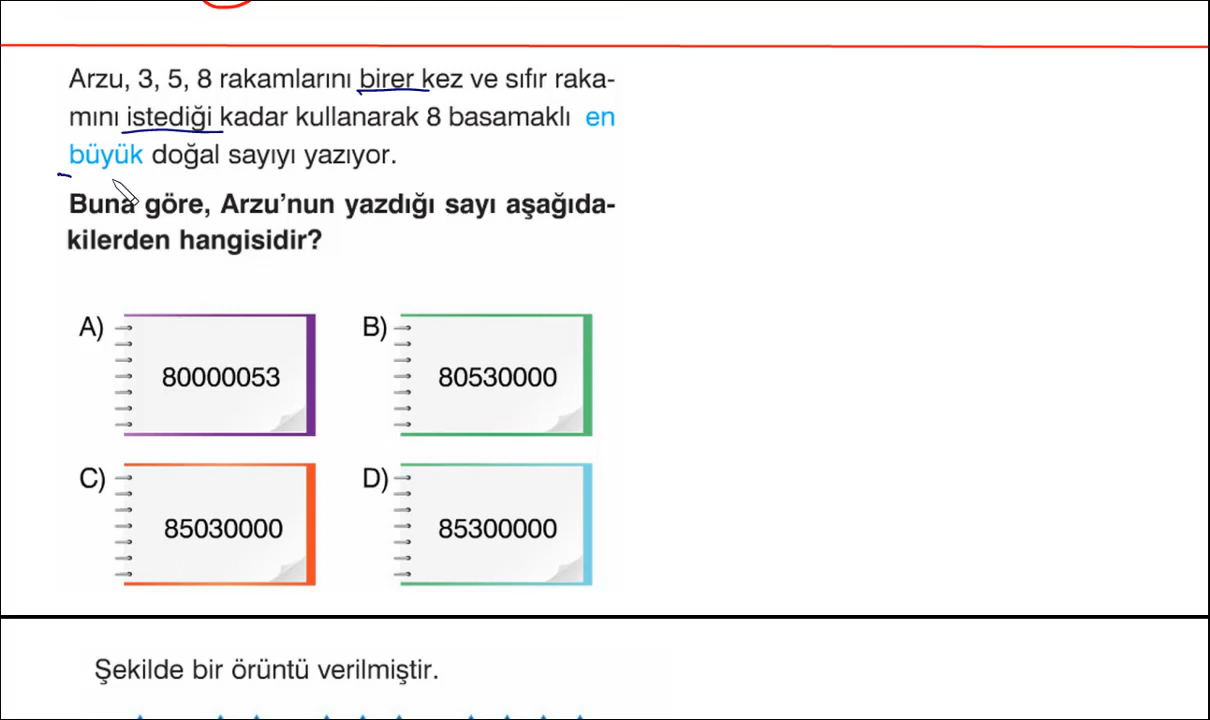 Arzu, 3, 5, 8 rakamlarını birer kez ve sıfır raka-
mını istediği kadar kullanarak 8 basamaklı en
büyük doğal sayıyı yazıyor.
Buna göre, Arzu’nun yazdığı sayı aşağıda-
kilerden hangisidir?
A) 80000053
B) 80530000
C) 85030000
D) 85300000
Şekilde bir örüntü verilmiştir.